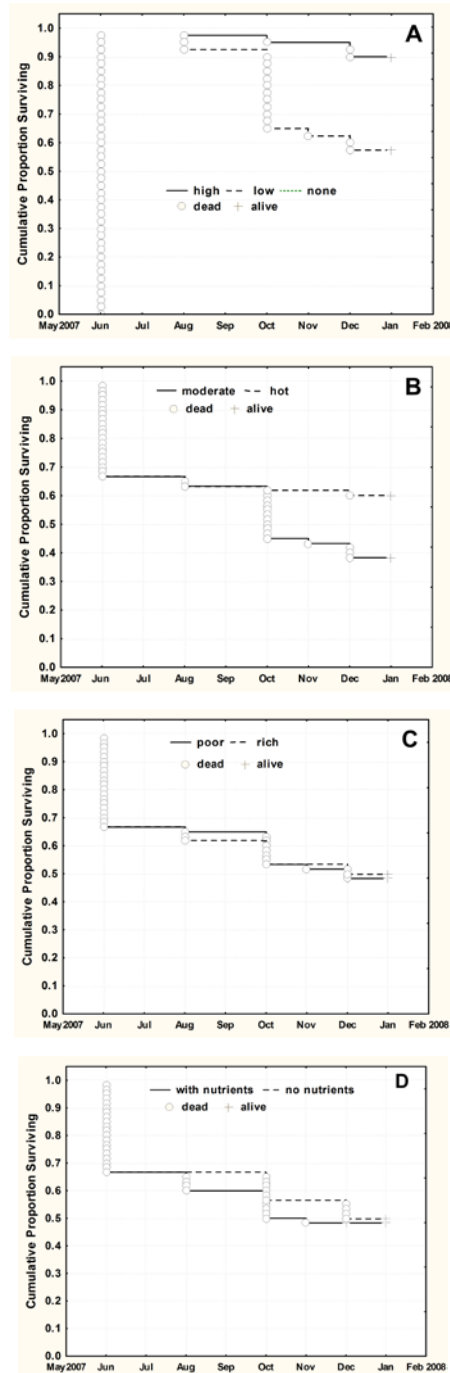 A
Cumulative Proportion Surviving
1.0
0.9
0.8
0.7
0.6
0.5
0.4
0.3
0.2
0.1
0.0
high low none
dead alive
May2007 Jun Jul Aug Sep Oct Nov Dec Jan Feb 2008
B
Cumulative Proportion Surviving
1.0
0.9
0.8
0.7
0.6
0.5
0.4
0.3
0.2
0.1
0.0
moderate hot
dead alive
May2007 Jun Jul Aug Sep Oct Nov Dec Jan Feb 2008
C
Cumulative Proportion Surviving
1.0
0.9
0.8
0.7
0.6
0.5
0.4
0.3
0.2
0.1
0.0
poor rich
dead alive
May2007 Jun Jul Aug Sep Oct Nov Dec Jan Feb 2008
D
Cumulative Proportion Surviving
1.0
0.9
0.8
0.7
0.6
0.5
0.4
0.3
0.2
0.1
0.0
with nutrients no nutrients
dead alive
May2007 Jun Jul Aug Sep Oct Nov Dec Jan Feb 2008